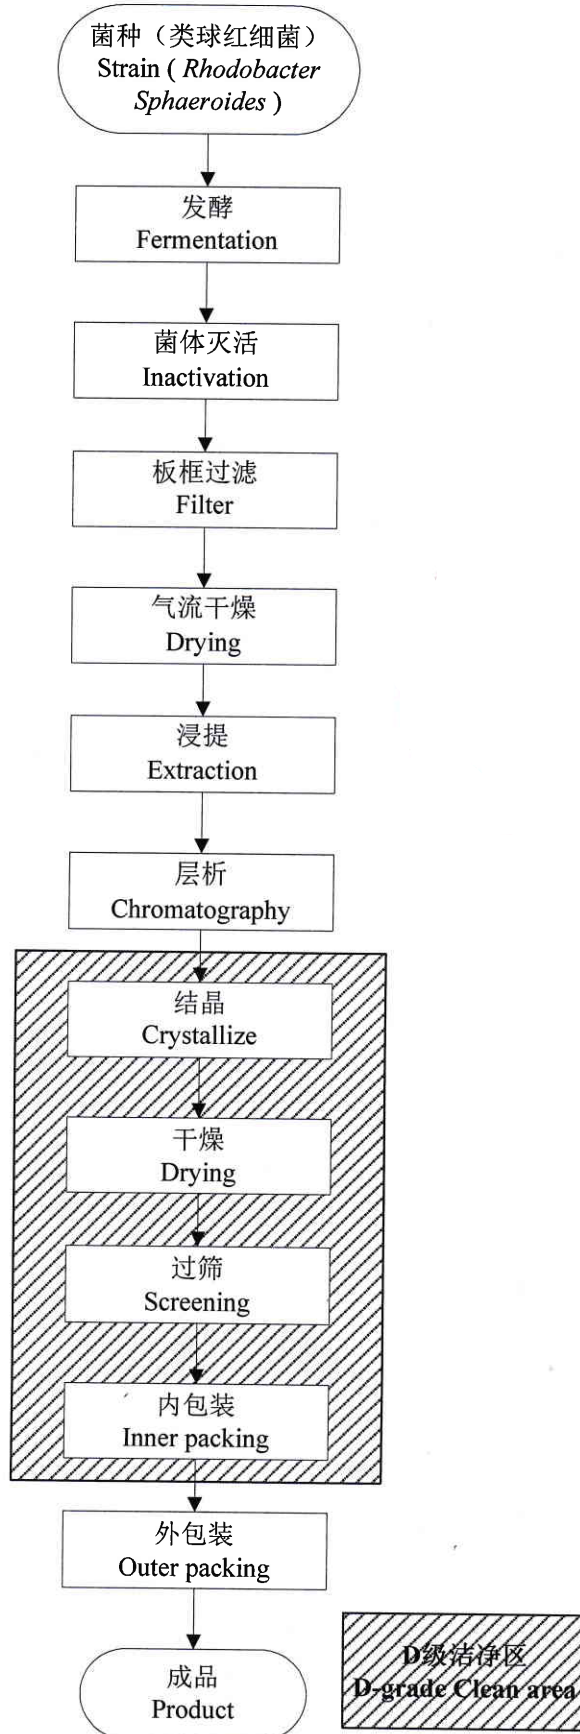 菌种（类球红细菌）
Strain ( Rhodobacter
Sphaeroides )
发酵
Fermentation
菌体灭活
Inactivation
板框过滤
Filter
气流干燥
Drying
浸提
Extraction
层析
Chromatography
结晶
Crystallize
干燥
Drying
过筛
Screening
内包装
Inner packing
外包装
Outer packing
成品
Product
D级洁净区
D-grade Clean area